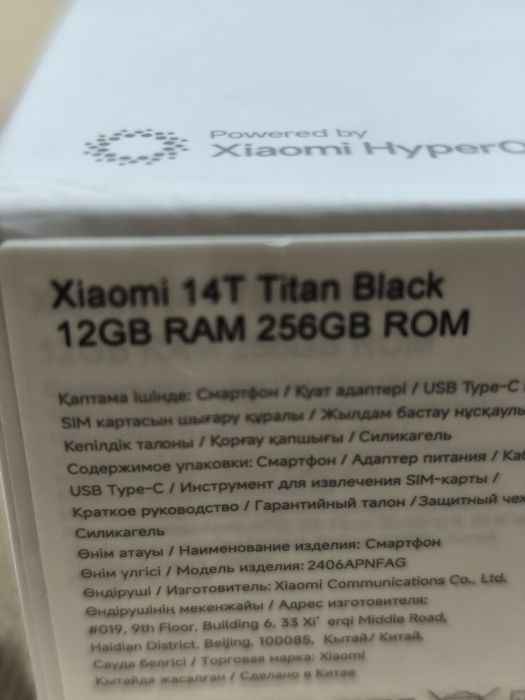 Powered by
Xiaomi HyperO
Xiaomi 14T Titan Black
12GB RAM 256GB ROM
Қаптама ішінде: Смартфон / Қуат адаптері / USB Type-C
SIM картасын шығару құралы / Жылдам бастау нұсқаулы
Кепілдік талоны / Қорғау қапшығы / Силикагель
Содержимое упаковки: Смартфон / Адаптер питания / Каб
USB Type-C / Инструмент для извлечения SIM-карты /
Краткое руководство / Гарантийный талон / Защитный чех
Силикагель
Өнім атауы / Наименование изделия: Смартфон
Өнім үлгісі / Модель изделия: 2406APNFAG
Өндіруші / Изготовитель: Xiaomi Communications Co., Ltd.
Өндірушінің мекенжайы / Адрес изготовителя:
#019, 9th Floor, Building 6, 33 Xi' erqi Middle Road,
Haidian District, Beijing, 100085, Қытай/ Китай,
Сауда белгісі / Торговая марка: Xiaomi
Қытайда жасалған / Сделано в Китае